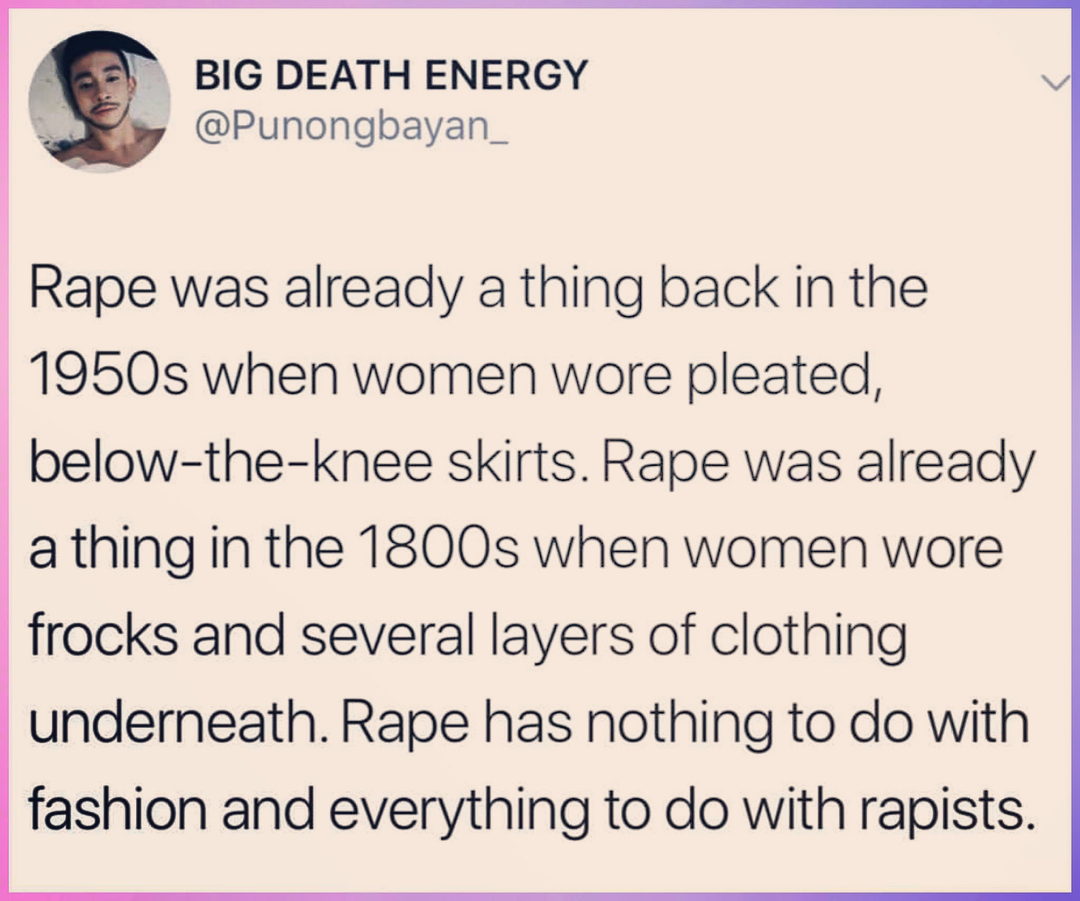 BIG DEATH ENERGY
@Punongbayan_
Rape was already a thing back in the
1950s when women wore pleated,
below-the-knee skirts. Rape was already
a thing in the 1800s when women wore
frocks and several layers of clothing
underneath. Rape has nothing to do with
fashion and everything to do with rapists.